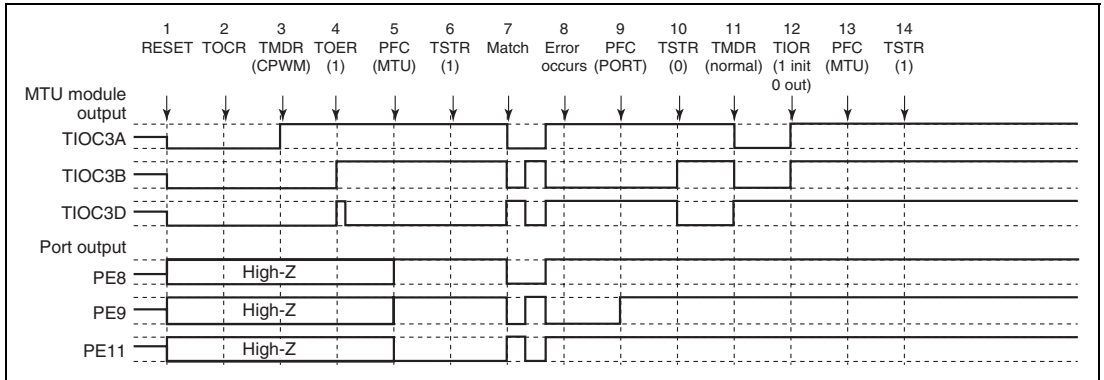 1 2 3 4 5 6 7 8 9 10 11 12 13 14
RESET TOCR TMDR TOER PFC TSTR Match Error PFC TSTR TMDR TIOR PFC TSTR
(CPWM) (1) (MTU) (1) occurs (PORT) (0) (normal) (1 init (MTU) (1)
0 out)
MTU module
output
TIOC3A
TIOC3B
TIOC3D
Port output
PE8 High-Z
PE9 High-Z
PE11 High-Z